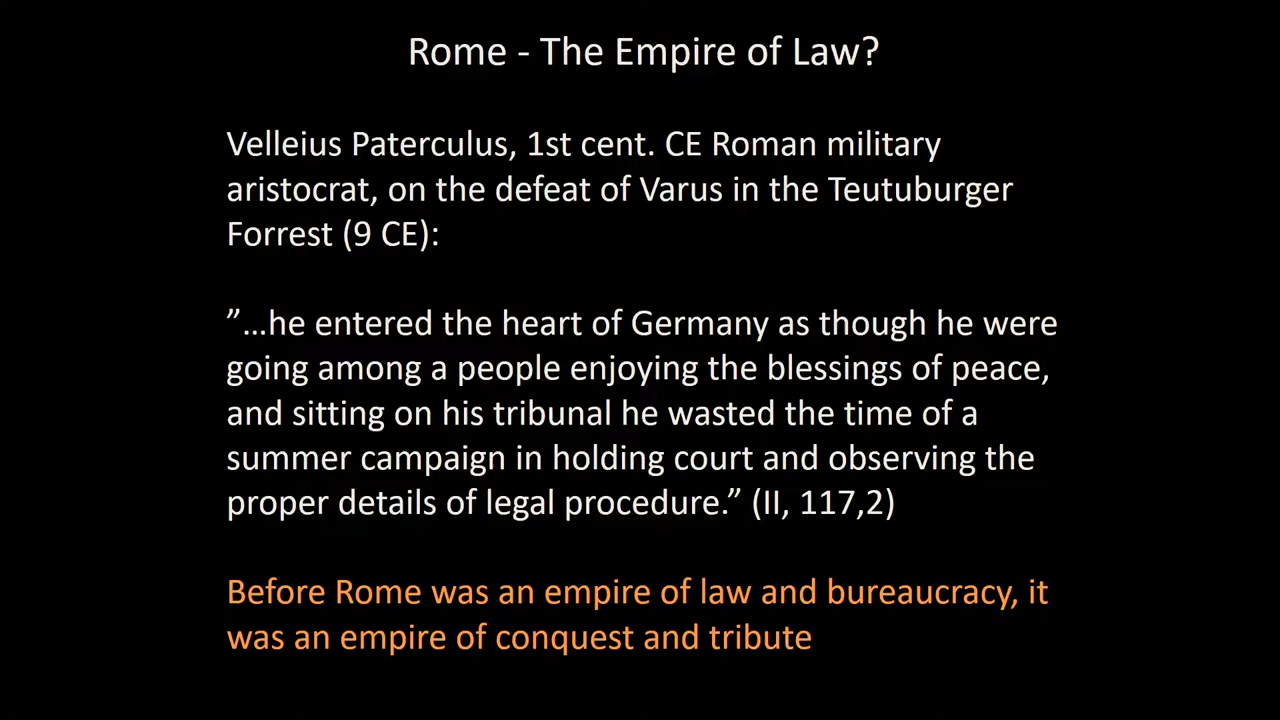 Rome - The Empire of Law?
Velleius Paterculus, 1st cent. CE Roman military
aristocrat, on the defeat of Varus in the Teutuburger
Forrest (9 CE):
”…he entered the heart of Germany as though he were
going among a people enjoying the blessings of peace,
and sitting on his tribunal he wasted the time of a
summer campaign in holding court and observing the
proper details of legal procedure.” (II, 117,2)
Before Rome was an empire of law and bureaucracy, it
was an empire of conquest and tribute